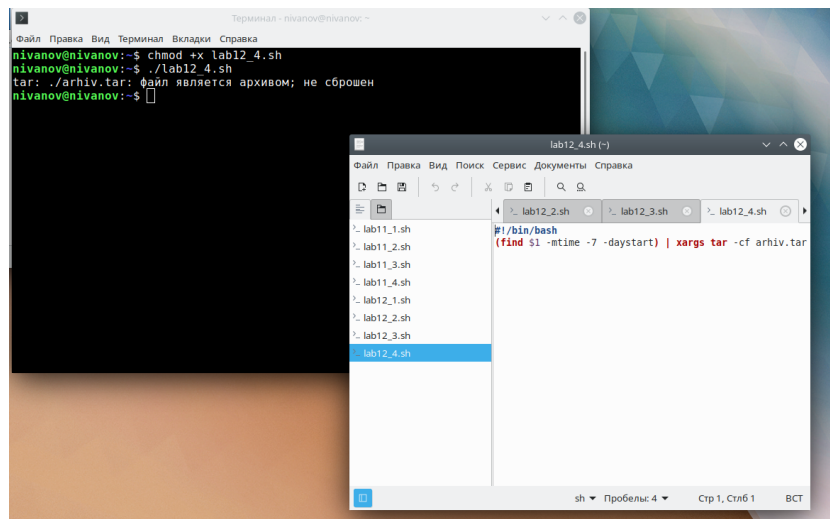 Терминал - nivanov@nivanov: ~
Файл Правка Вид Терминал Вкладки Справка
nivanov@nivanov:~$ chmod +x lab12_4.sh
nivanov@nivanov:~$ ./lab12_4.sh
tar: ./arhiv.tar: файл является архивом; не сброшен
nivanov@nivanov:~$
lab12_4.sh (~)
Файл Правка Вид Поиск Сервис Документы Справка
lab12_2.sh lab12_3.sh lab12_4.sh
lab11_1.sh
lab11_2.sh
lab11_3.sh
lab11_4.sh
lab12_1.sh
lab12_2.sh
lab12_3.sh
lab12_4.sh
#!/bin/bash
(find $1 -mtime -7 -daystart) | xargs tar -cf arhiv.tar
sh Пробелы: 4 Стр 1, Стлб 1 ВСТ